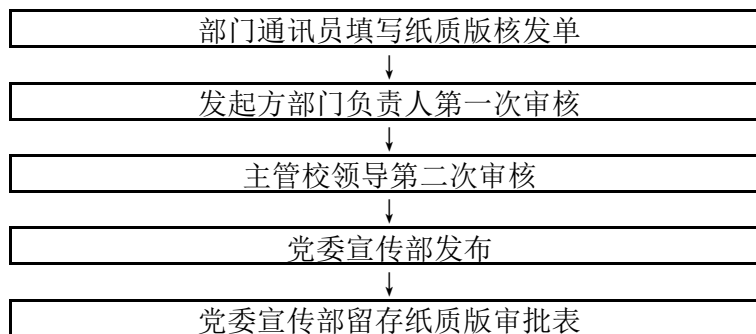 部门通讯员填写纸质版核发单
发起方部门负责人第一次审核
主管校领导第二次审核
党委宣传部发布
党委宣传部留存纸质版审批表